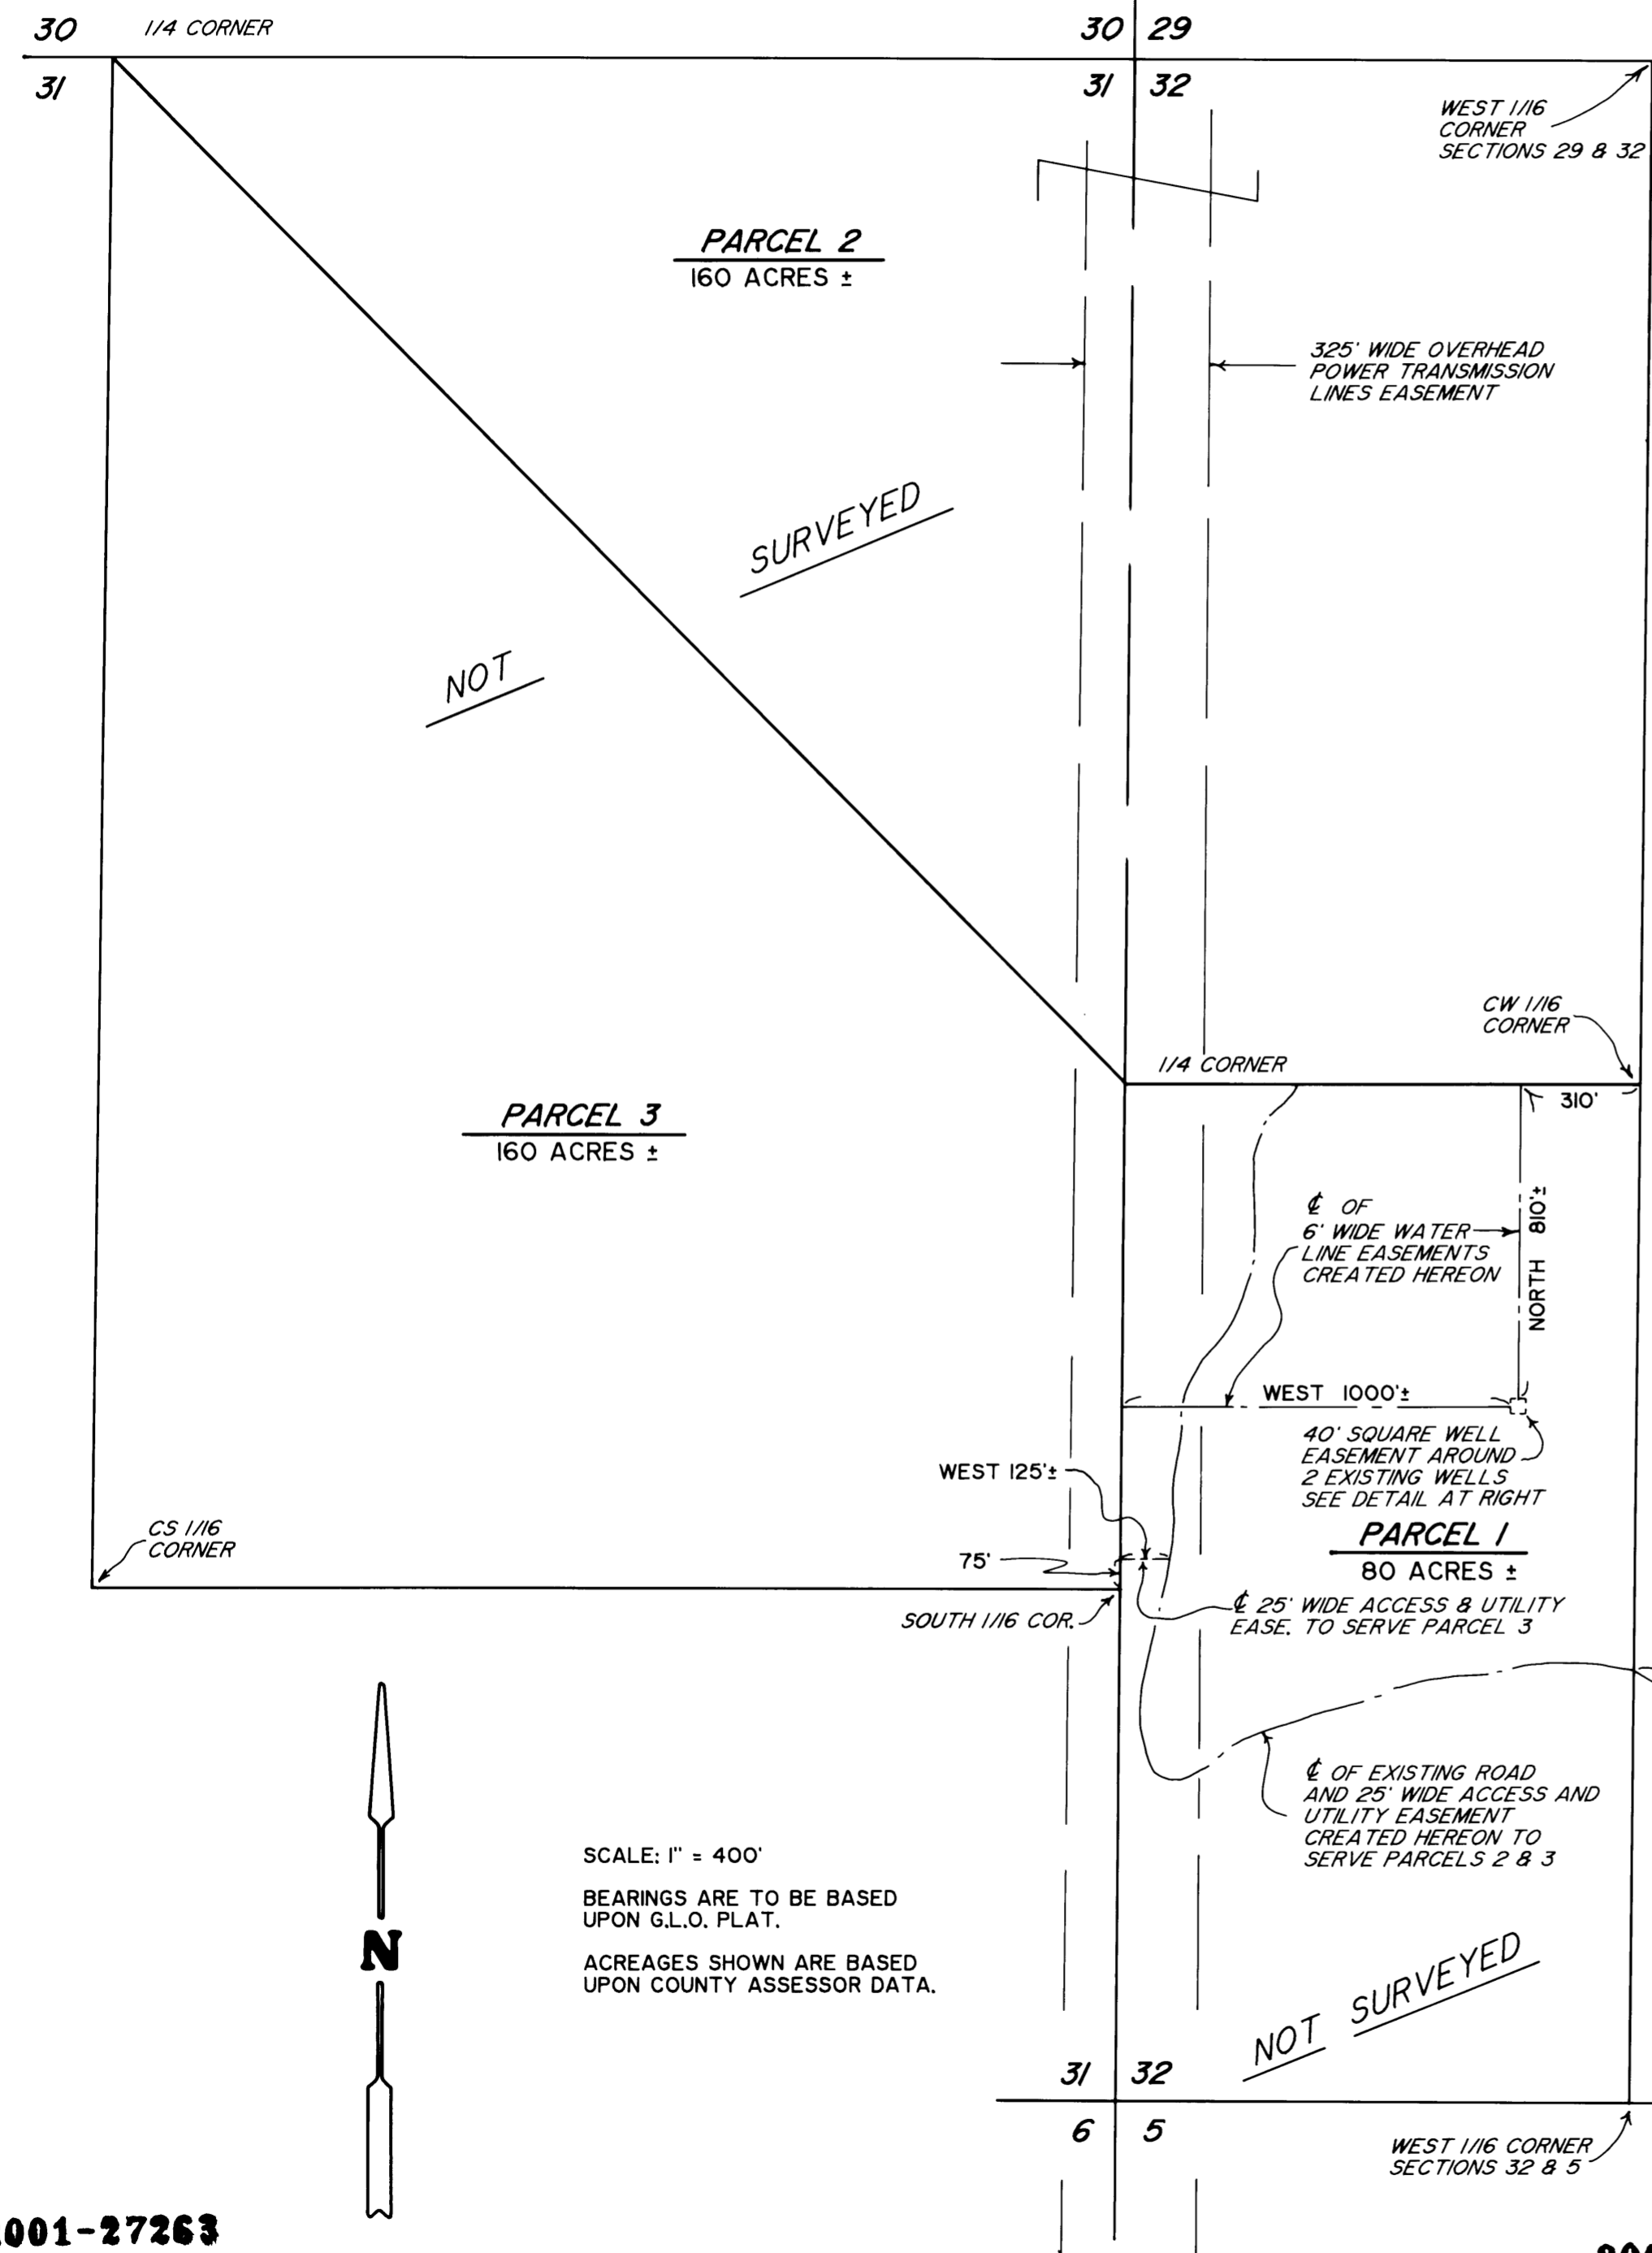 30
1/4 CORNER
30
29
31
31
32
WEST 1/16
CORNER
SECTIONS 29 & 32
PARCEL 2
160 ACRES ±
325' WIDE OVERHEAD
POWER TRANSMISSION
LINES EASEMENT
SURVEYED
NOT
CW 1/16
CORNER
1/4 CORNER
310'
PARCEL 3
160 ACRES ±
℄ OF
6' WIDE WATER
LINE EASEMENTS
CREATED HEREON
NORTH 810'±
WEST 1000'±
40' SQUARE WELL
EASEMENT AROUND
2 EXISTING WELLS
SEE DETAIL AT RIGHT
WEST 125'±
CS 1/16
CORNER
PARCEL 1
80 ACRES ±
75'
℄ 25' WIDE ACCESS & UTILITY
EASE. TO SERVE PARCEL 3
SOUTH 1/16 COR.
℄ OF EXISTING ROAD
AND 25' WIDE ACCESS AND
UTILITY EASEMENT
CREATED HEREON TO
SERVE PARCELS 2 & 3
SCALE: 1" = 400'
BEARINGS ARE TO BE BASED
UPON G.L.O. PLAT.
ACREAGES SHOWN ARE BASED
UPON COUNTY ASSESSOR DATA.
N
NOT SURVEYED
31
32
6
5
WEST 1/16 CORNER
SECTIONS 32 & 5
001-27263